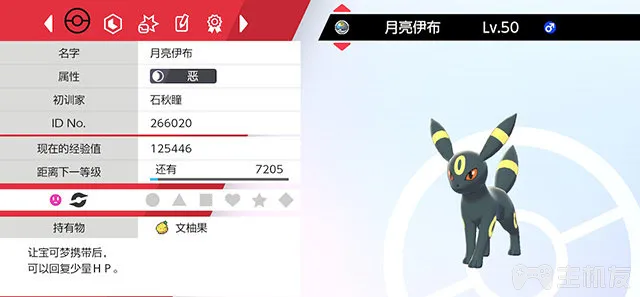 月亮伊布 Lv.50
名字 月亮伊布
属性 恶
初训家 石秋瞳
ID No. 266020
现在的经验值 125446
距离下一等级 还有 7205
持有物 文柚果
让宝可梦携带后，
可以回复少量ＨＰ。
主机友